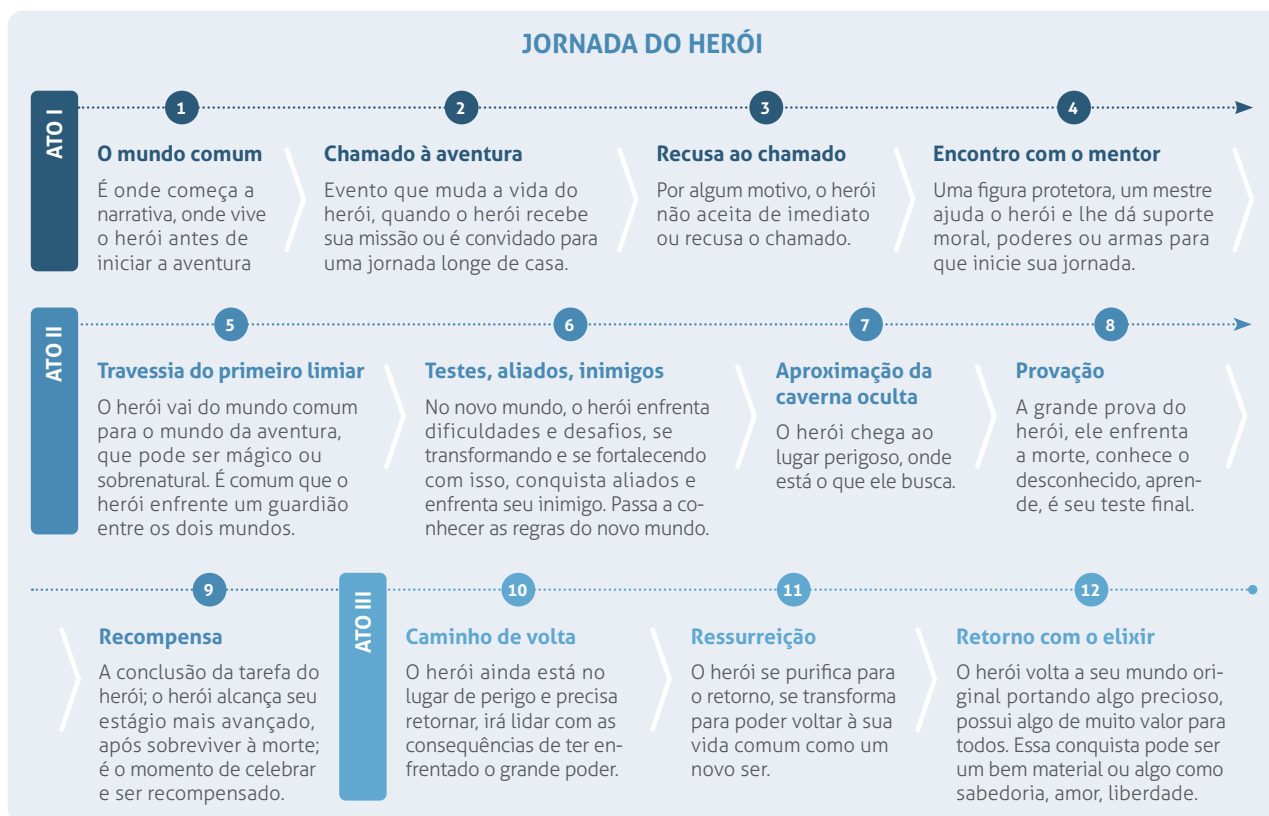 JORNADA DO HERÓI
ATO I
1
O mundo comum
É onde começa a
narrativa, onde vive
o herói antes de
iniciar a aventura
2
Chamado à aventura
Evento que muda a vida do
herói, quando o herói recebe
sua missão ou é convidado para
uma jornada longe de casa.
3
Recusa ao chamado
Por algum motivo, o herói
não aceita de imediato
ou recusa o chamado.
4
Encontro com o mentor
Uma figura protetora, um mestre
ajuda o herói e lhe dá suporte
moral, poderes ou armas para
que inicie sua jornada.
ATO II
5
Travessia do primeiro limiar
O herói vai do mundo comum
para o mundo da aventura,
que pode ser mágico ou
sobrenatural. É comum que o
herói enfrente um guardião
entre os dois mundos.
6
Testes, aliados, inimigos
No novo mundo, o herói enfrenta
dificuldades e desafios, se
transformando e se fortalecendo
com isso, conquista aliados e
enfrenta seu inimigo. Passa a co-
nhecer as regras do novo mundo.
7
Aproximação da
caverna oculta
O herói chega ao
lugar perigoso, onde
está o que ele busca.
8
Provação
A grande prova do
herói, ele enfrenta
a morte, conhece o
desconhecido, apren-
de, é seu teste final.
9
Recompensa
A conclusão da tarefa do
herói; o herói alcança seu
estágio mais avançado,
após sobreviver à morte;
é o momento de celebrar
e ser recompensado.
ATO III
10
Caminho de volta
O herói ainda está no
lugar de perigo e precisa
retornar, irá lidar com as
consequências de ter en-
frentado o grande poder.
11
Ressurreição
O herói se purifica para
o retorno, se transforma
para poder voltar à sua
vida comum como um
novo ser.
12
Retorno com o elixir
O herói volta a seu mundo ori-
ginal portando algo precioso,
possui algo de muito valor para
todos. Essa conquista pode ser
um bem material ou algo como
sabedoria, amor, liberdade.